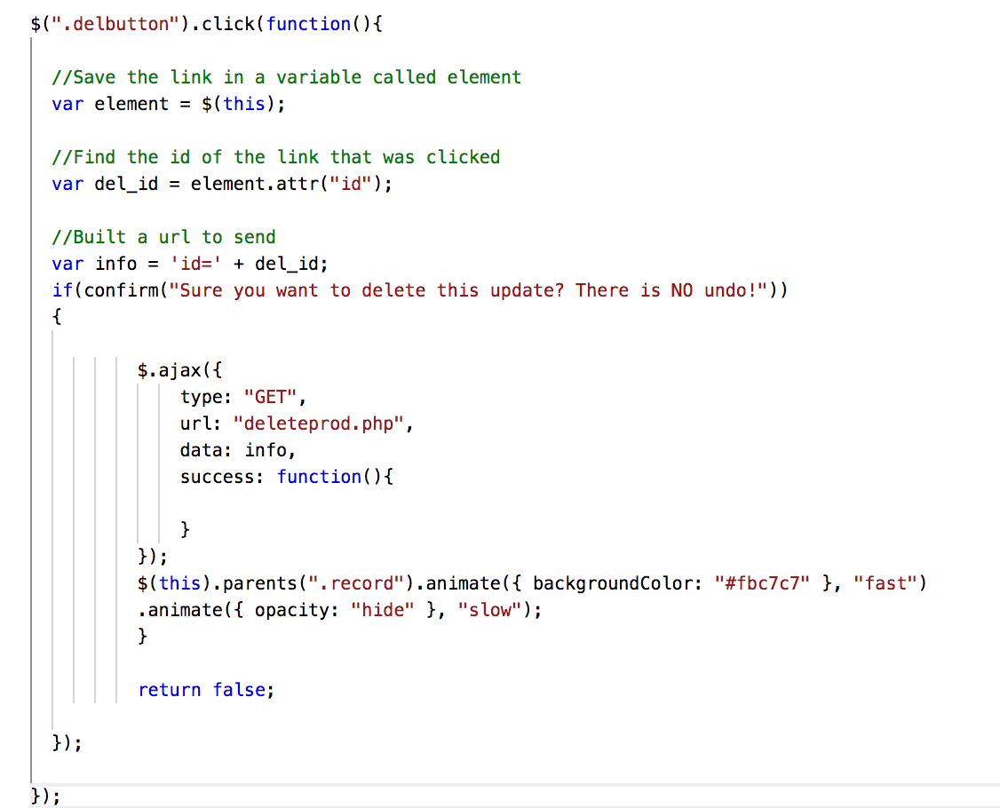 $(".delbutton").click(function(){
//Save the link in a variable called element
var element = $(this);
//Find the id of the link that was clicked
var del_id = element.attr("id");
//Built a url to send
var info = 'id=' + del_id;
if(confirm("Sure you want to delete this update? There is NO undo!"))
{
$.ajax({
type: "GET",
url: "deleteprod.php",
data: info,
success: function(){
}
});
$(this).parents(".record").animate({ backgroundColor: "#fbc7c7" }, "fast")
.animate({ opacity: "hide" }, "slow");
}
return false;
});
});